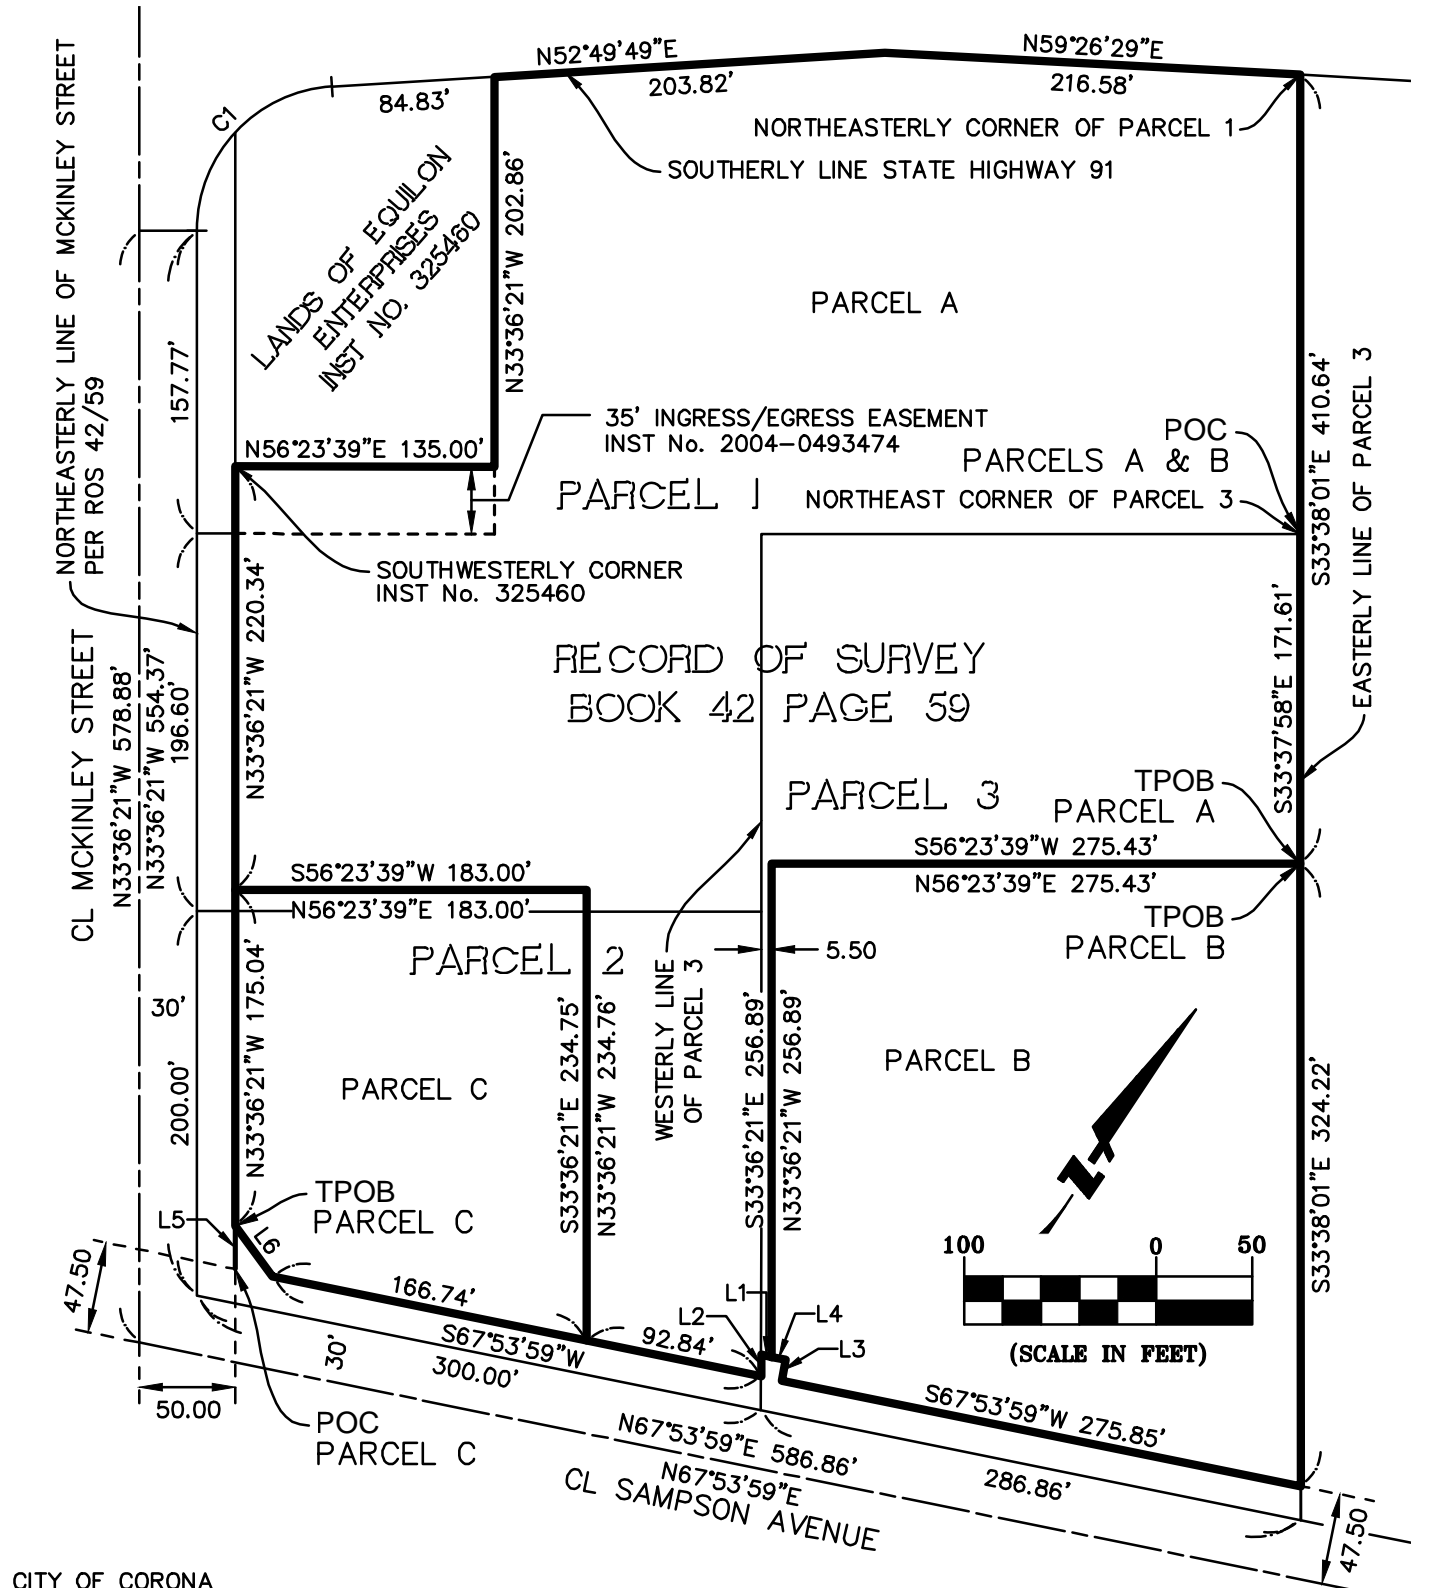 N52°49'49"E
203.82'
N59°26'29"E
216.58'
84.83'
C1
NORTHEASTERLY CORNER OF PARCEL 1
SOUTHERLY LINE STATE HIGHWAY 91
NORTHEASTERLY LINE OF MCKINLEY STREET
PER ROS 42/59
LANDS OF EQUILON
ENTERPRISES
INST NO. 325460
N33°36'21"W 202.86'
PARCEL A
157.77'
N56°23'39"E 135.00'
35' INGRESS/EGRESS EASEMENT
INST No. 2004-0493474
POC
PARCELS A & B
NORTHEAST CORNER OF PARCEL 3
PARCEL 1
S33°38'01"E 410.64'
EASTERLY LINE OF PARCEL 3
SOUTHWESTERLY CORNER
INST No. 325460
N33°36'21"W 220.34'
RECORD OF SURVEY
BOOK 42 PAGE 59
S33°37'58"E 171.61'
CL MCKINLEY STREET
N33°36'21"W 578.88'
N33°36'21"W 554.37'
196.60'
PARCEL 3
TPOB
PARCEL A
S56°23'39"W 275.43'
N56°23'39"E 275.43'
TPOB
PARCEL B
S56°23'39"W 183.00'
N56°23'39"E 183.00'
PARCEL 2
5.50
WESTERLY LINE
OF PARCEL 3
30'
200.00'
N33°36'21"W 175.04'
PARCEL C
S33°36'21"E 234.75'
N33°36'21"W 234.76'
S33°36'21"E 256.89'
N33°36'21"W 256.89'
PARCEL B
N
S33°38'01"E 324.22'
TPOB
PARCEL C
L5
L6
47.50
100 0 50
(SCALE IN FEET)
L1
L2
L4
L3
166.74'
S67°53'59"W
92.84'
30'
300.00'
50.00
POC
PARCEL C
S67°53'59"W 275.85'
N67°53'59"E 586.86'
286.86'
N67°53'59"E
CL SAMPSON AVENUE
47.50
CITY OF CORONA